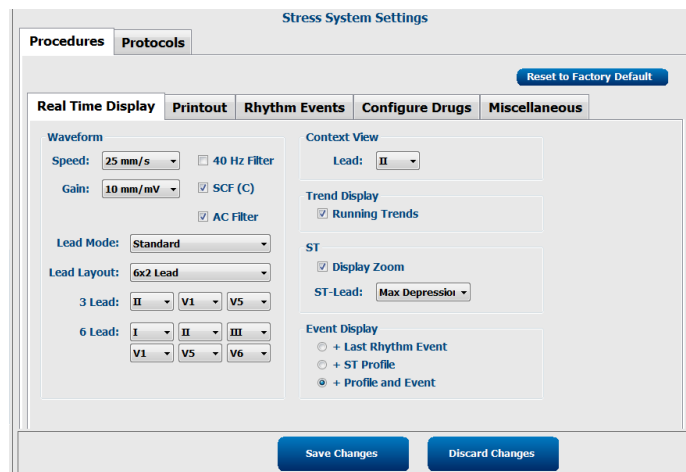 Stress System Settings
Procedures Protocols
Reset to Factory Default
Real Time Display Printout Rhythm Events Configure Drugs Miscellaneous
Waveform
Speed: 25 mm/s 40 Hz Filter
Gain: 10 mm/mV SCF (C)
AC Filter
Lead Mode: Standard
Lead Layout: 6x2 Lead
3 Lead: II V1 V5
6 Lead: I II III
V1 V5 V6
Context View
Lead: II
Trend Display
Running Trends
ST
Display Zoom
ST-Lead: Max Depression
Event Display
+ Last Rhythm Event
+ ST Profile
+ Profile and Event
Save Changes Discard Changes